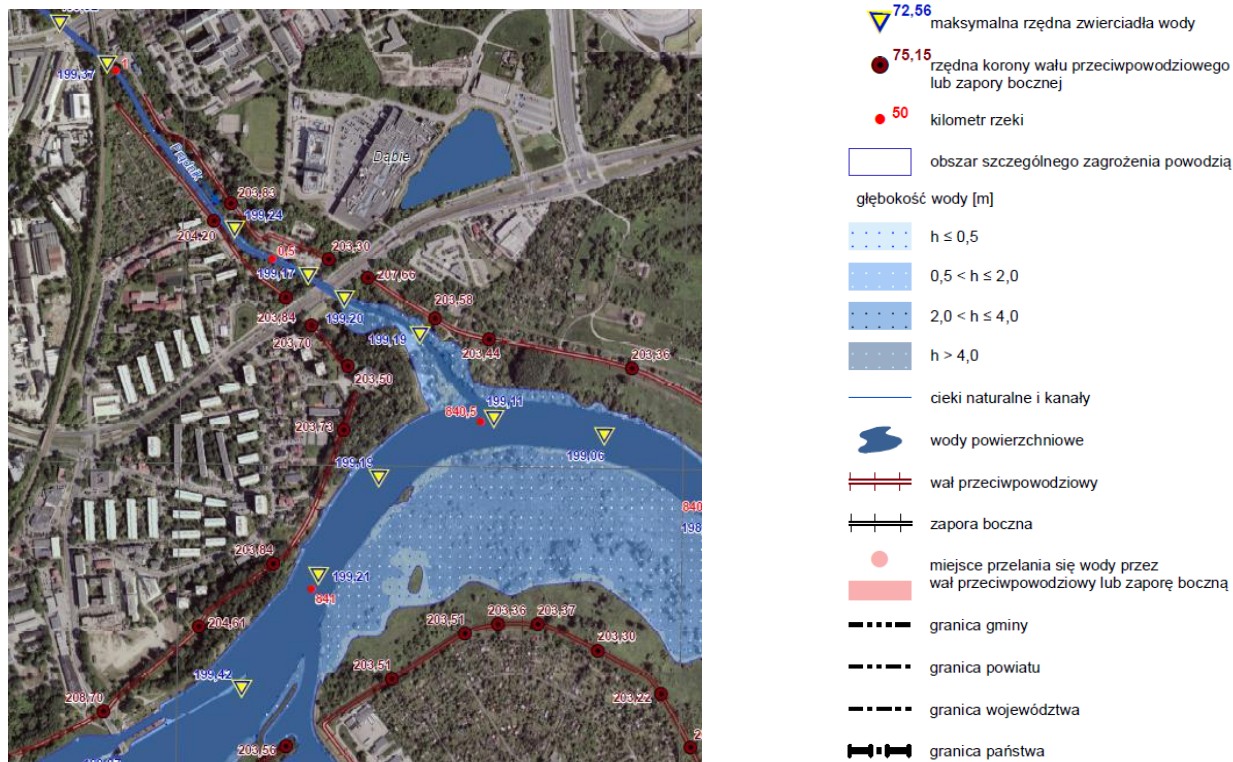 199,37
1
Prądnik
Dąbie
203,83
199,24
204,20
0,5
203,30
199,17
207,66
203,84
199,20
203,58
203,70
199,19
203,44
203,36
203,50
199,11
840,5
203,73
199,06
199,19
840
198
203,84
199,21
841
204,61
203,36
203,37
203,51
203,30
199,42
203,51
203,22
208,70
203,56
72,56
maksymalna rzędna zwierciadła wody
75,15
rzędna korony wału przeciwpowodziowego
lub zapory bocznej
50
kilometr rzeki
obszar szczególnego zagrożenia powodzią
głębokość wody [m]
h ≤ 0,5
0,5 < h ≤ 2,0
2,0 < h ≤ 4,0
h > 4,0
cieki naturalne i kanały
wody powierzchniowe
wał przeciwpowodziowy
zapora boczna
miejsce przelania się wody przez
wał przeciwpowodziowy lub zaporę boczną
granica gminy
granica powiatu
granica województwa
granica państwa